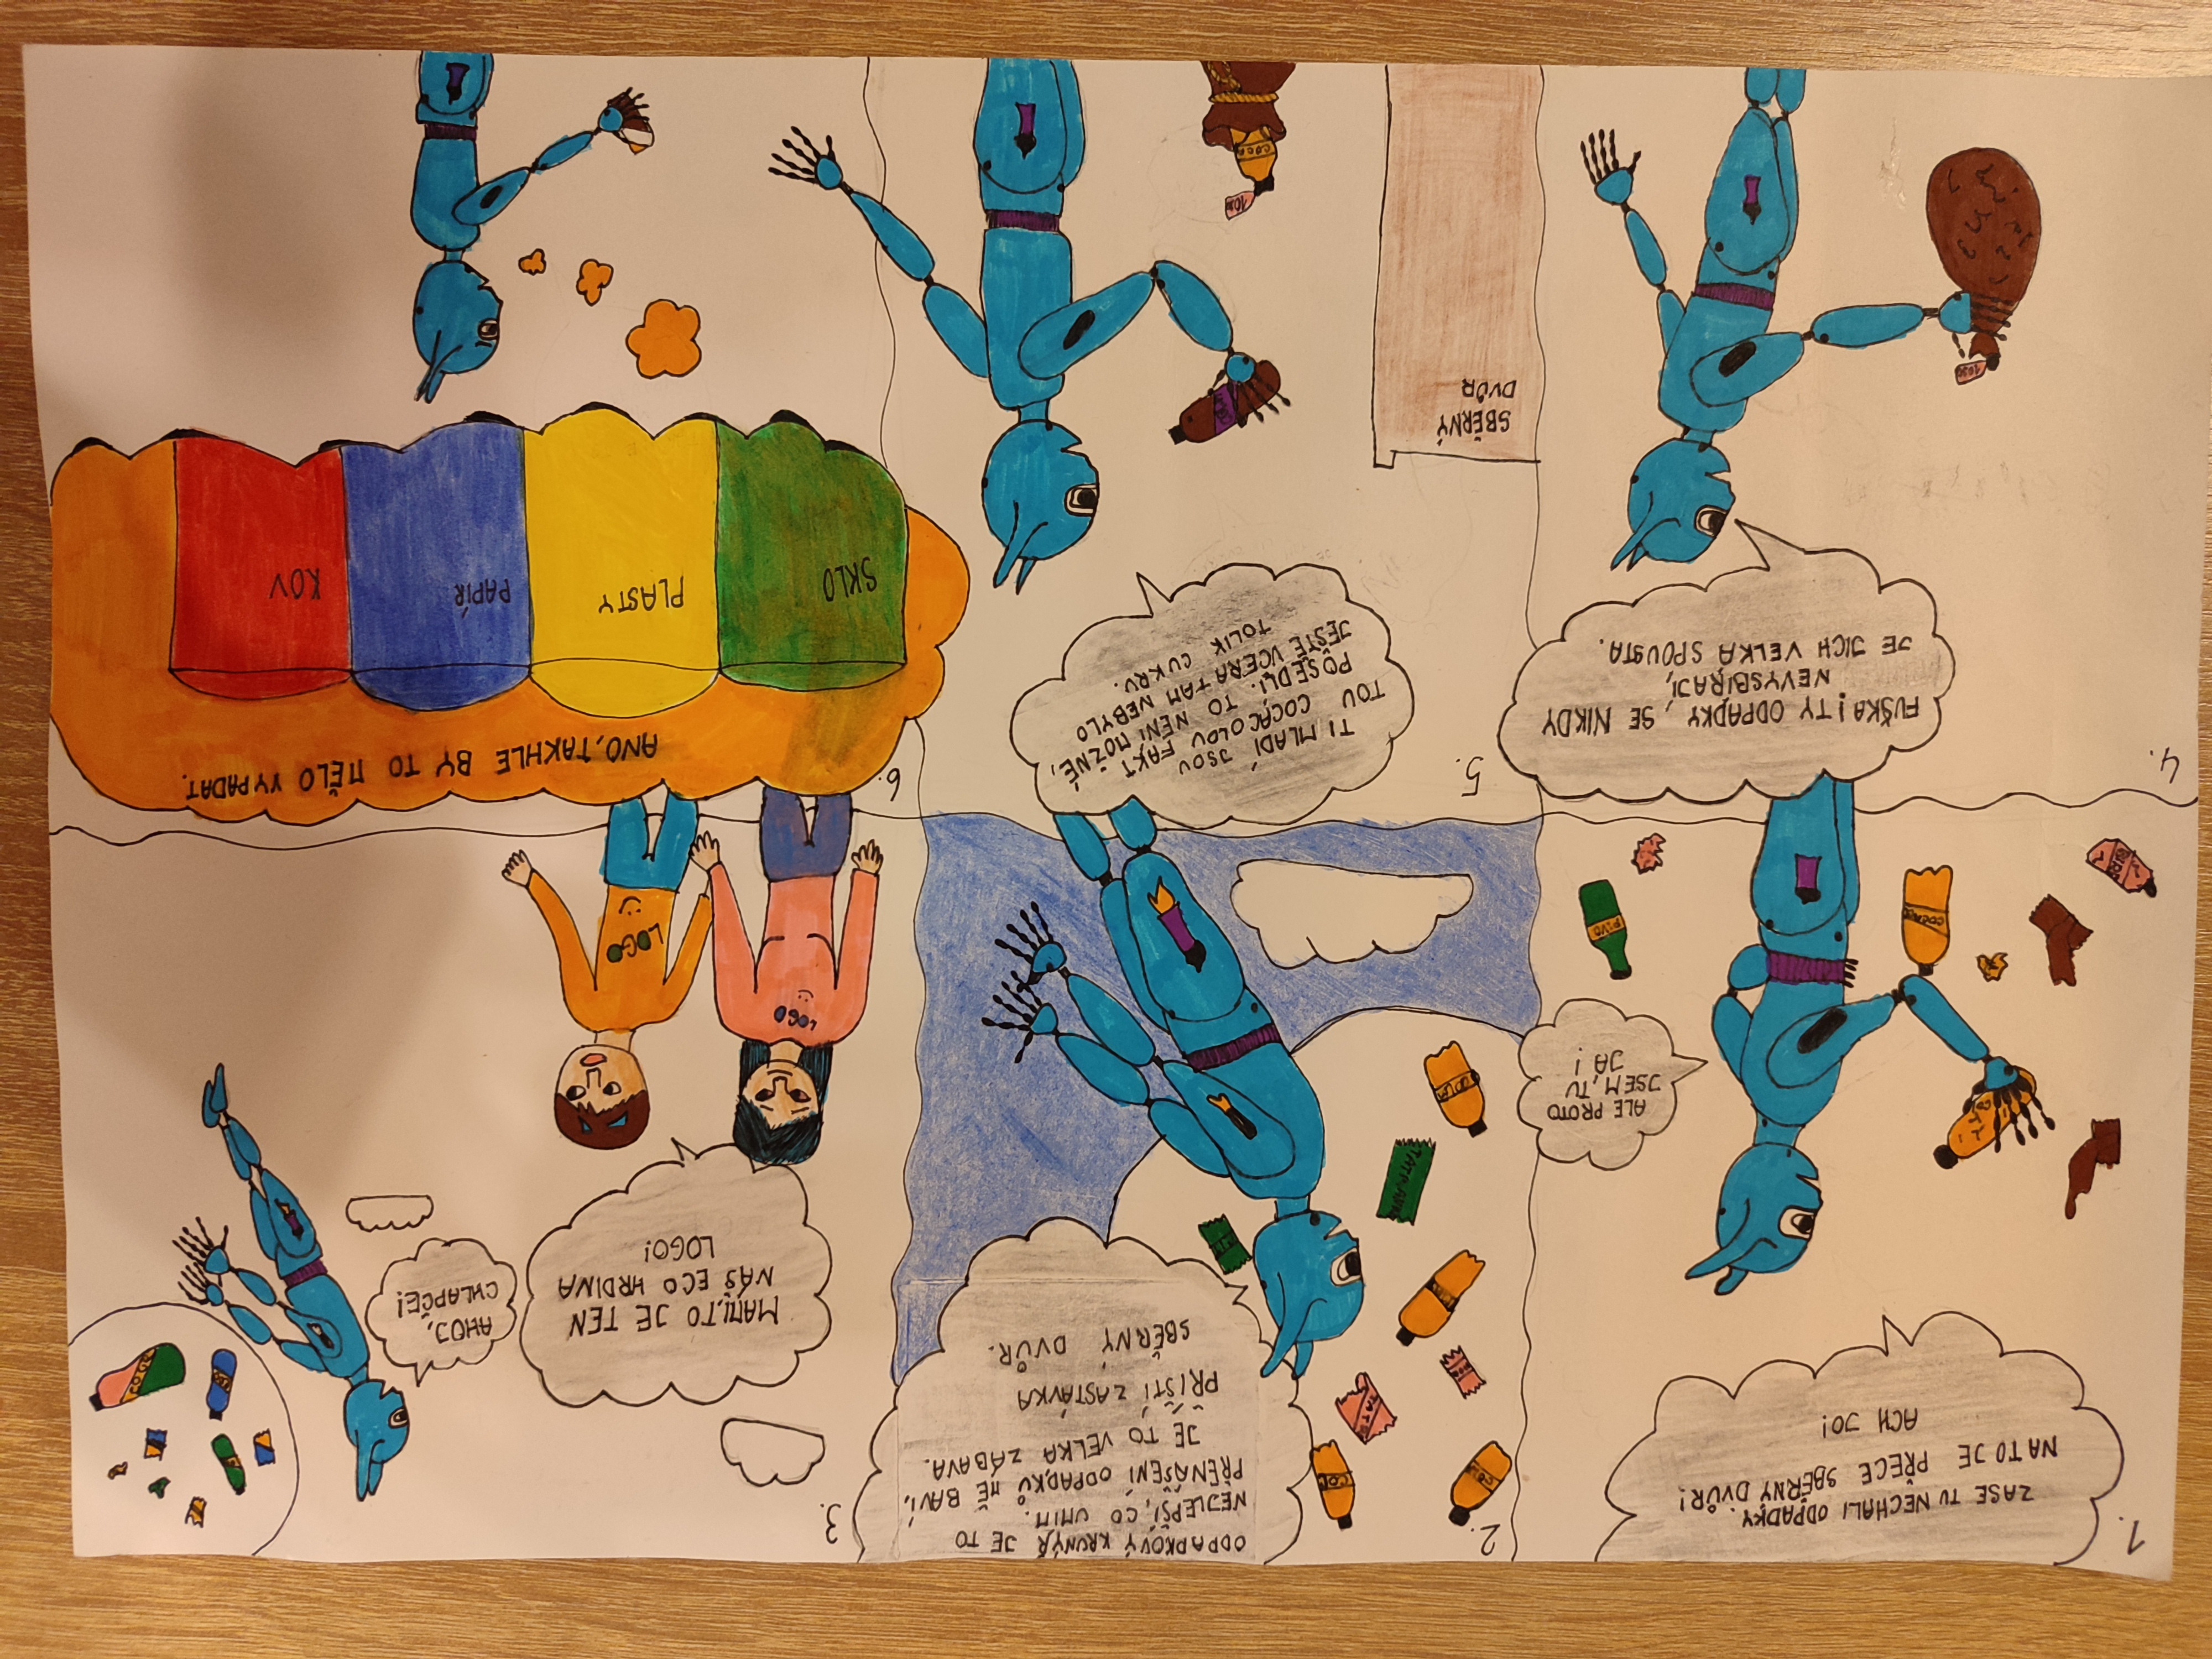 1.
ZASE TU NECHALI ODPADKY.
NA TO JE PŘECE SBĚRNÝ DVŮR!
ACH JO!
ALE PROTO
JSEM TU
JÁ!
COCA
PIVO
2.
ODPADKOVÝ KRUNÝŘ JE TO
NEJLEPŠÍ, CO UMÍM.
PŘENÁŠENÍ ODPADKŮ MĚ BAVÍ,
JE TO VELKÁ ZÁBAVA.
PŘÍŠTÍ ZASTÁVKA
SBĚRNÝ DVŮR.
COL
3.
MAMI, TO JE TEN
NÁŠ ECO HRDINA
LOGO!
AHOJ,
CHLAPČE!
LOGO
LOGO
4.
FUŠKA! TY ODPADKY, SE NIKDY
NEVYSBÍRAJÍ,
JE JICH VELKÁ SPOUSTA.
5.
TI MLADÍ JSOU
TOU COCACOLOU FAKT
POSEDLÍ. TO NENÍ MOŽNÉ,
JEŠTĚ VČERA TAM NEBYLO
TOLIK CUKRU.
SBĚRNÝ
DVŮR
COCA
6.
ANO, TAKHLE BY TO MĚLO VYPADAT.
SKLO
PLASTY
PAPÍR
KOV